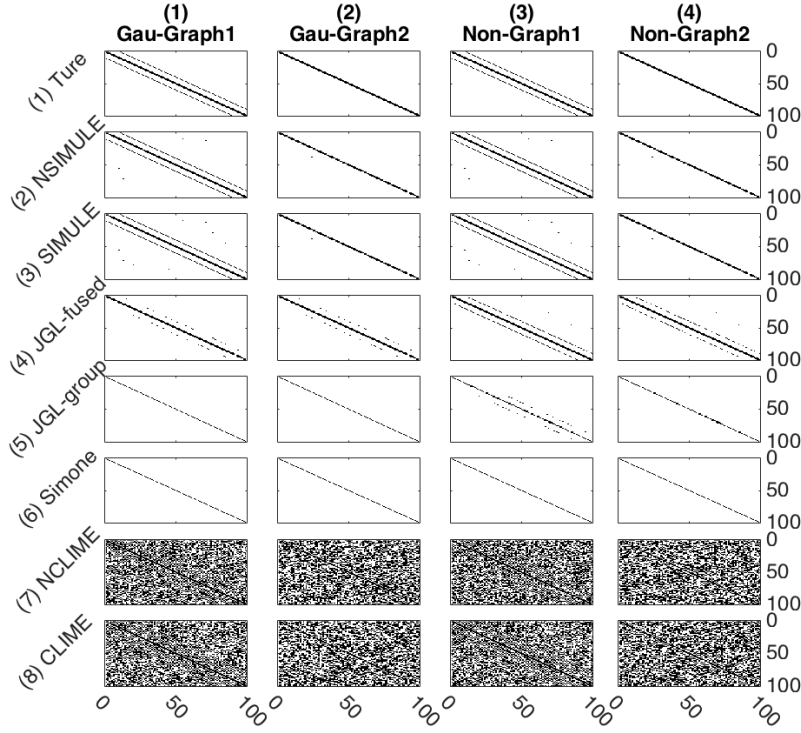 (1) (2) (3) (4)
Gau-Graph1 Gau-Graph2 Non-Graph1 Non-Graph2
(1) Ture
0
50
100
(2) NSIMULE
0
50
100
(3) SIMULE
0
50
100
(4) JGL-fused
0
50
100
(5) JGL-group
0
50
100
(6) Simone
0
50
100
(7) NCLIME
0
50
100
(8) CLIME
0
50
100
0 50 100 0 50 100 0 50 100 0 50 100